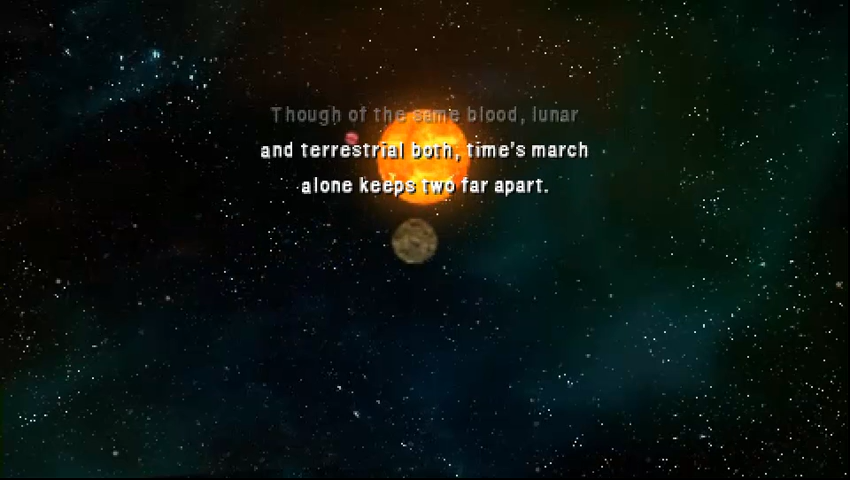 Though of the same blood, lunar
and terrestrial both, time's march
alone keeps two far apart.